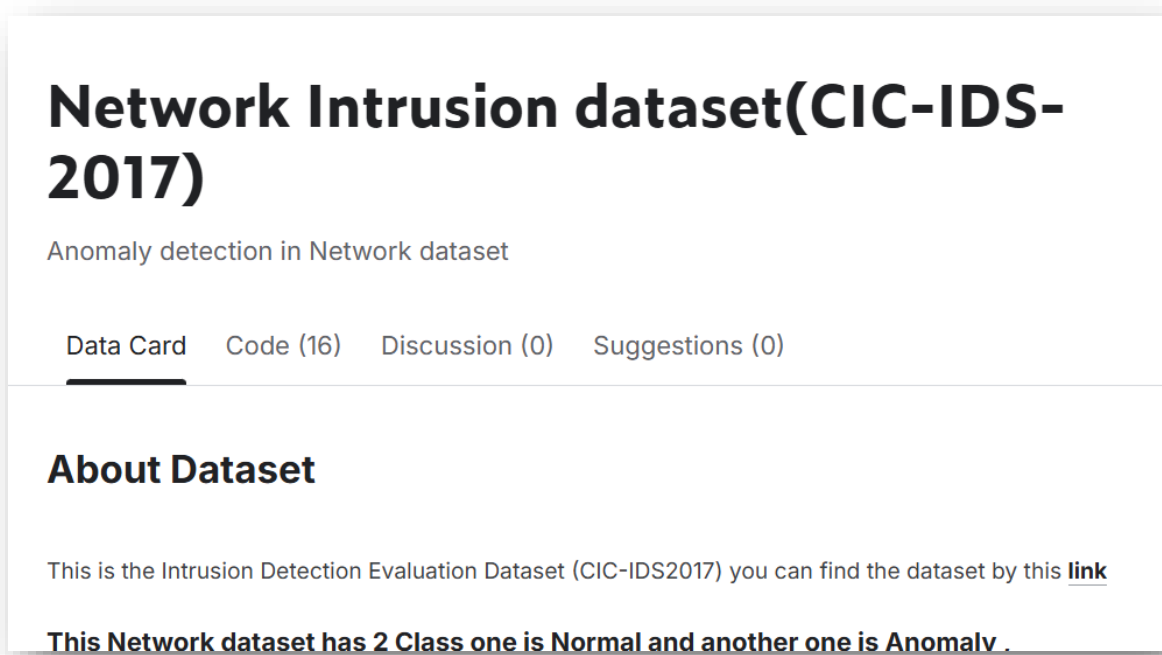 Network Intrusion dataset(CIC-IDS-
2017)
Anomaly detection in Network dataset
Data Card Code (16) Discussion (0) Suggestions (0)
About Dataset
This is the Intrusion Detection Evaluation Dataset (CIC-IDS2017) you can find the dataset by this link
This Network dataset has 2 Class one is Normal and another one is Anomaly .